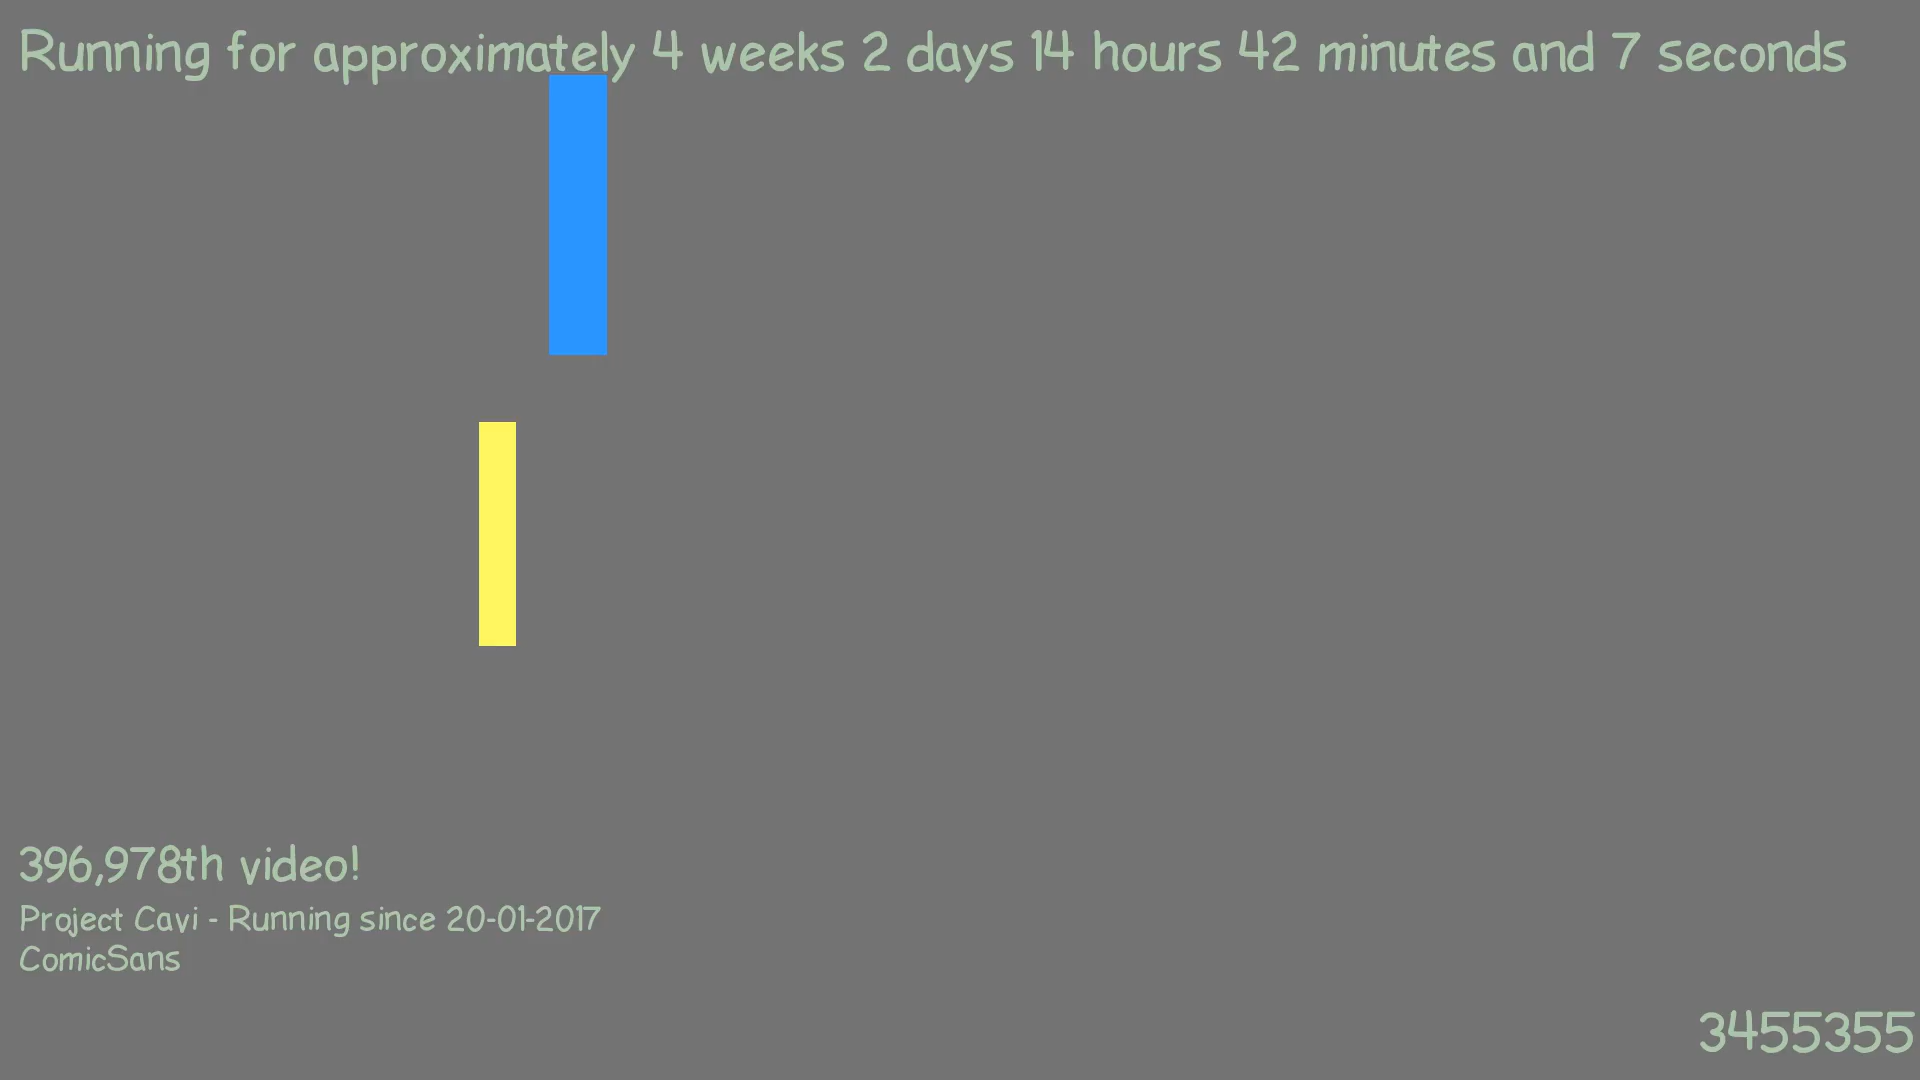 Running for approximately 4 weeks 2 days 14 hours 42 minutes and 7 seconds
396,978th video!
Project Cavi - Running since 20-01-2017
ComicSans
3455355